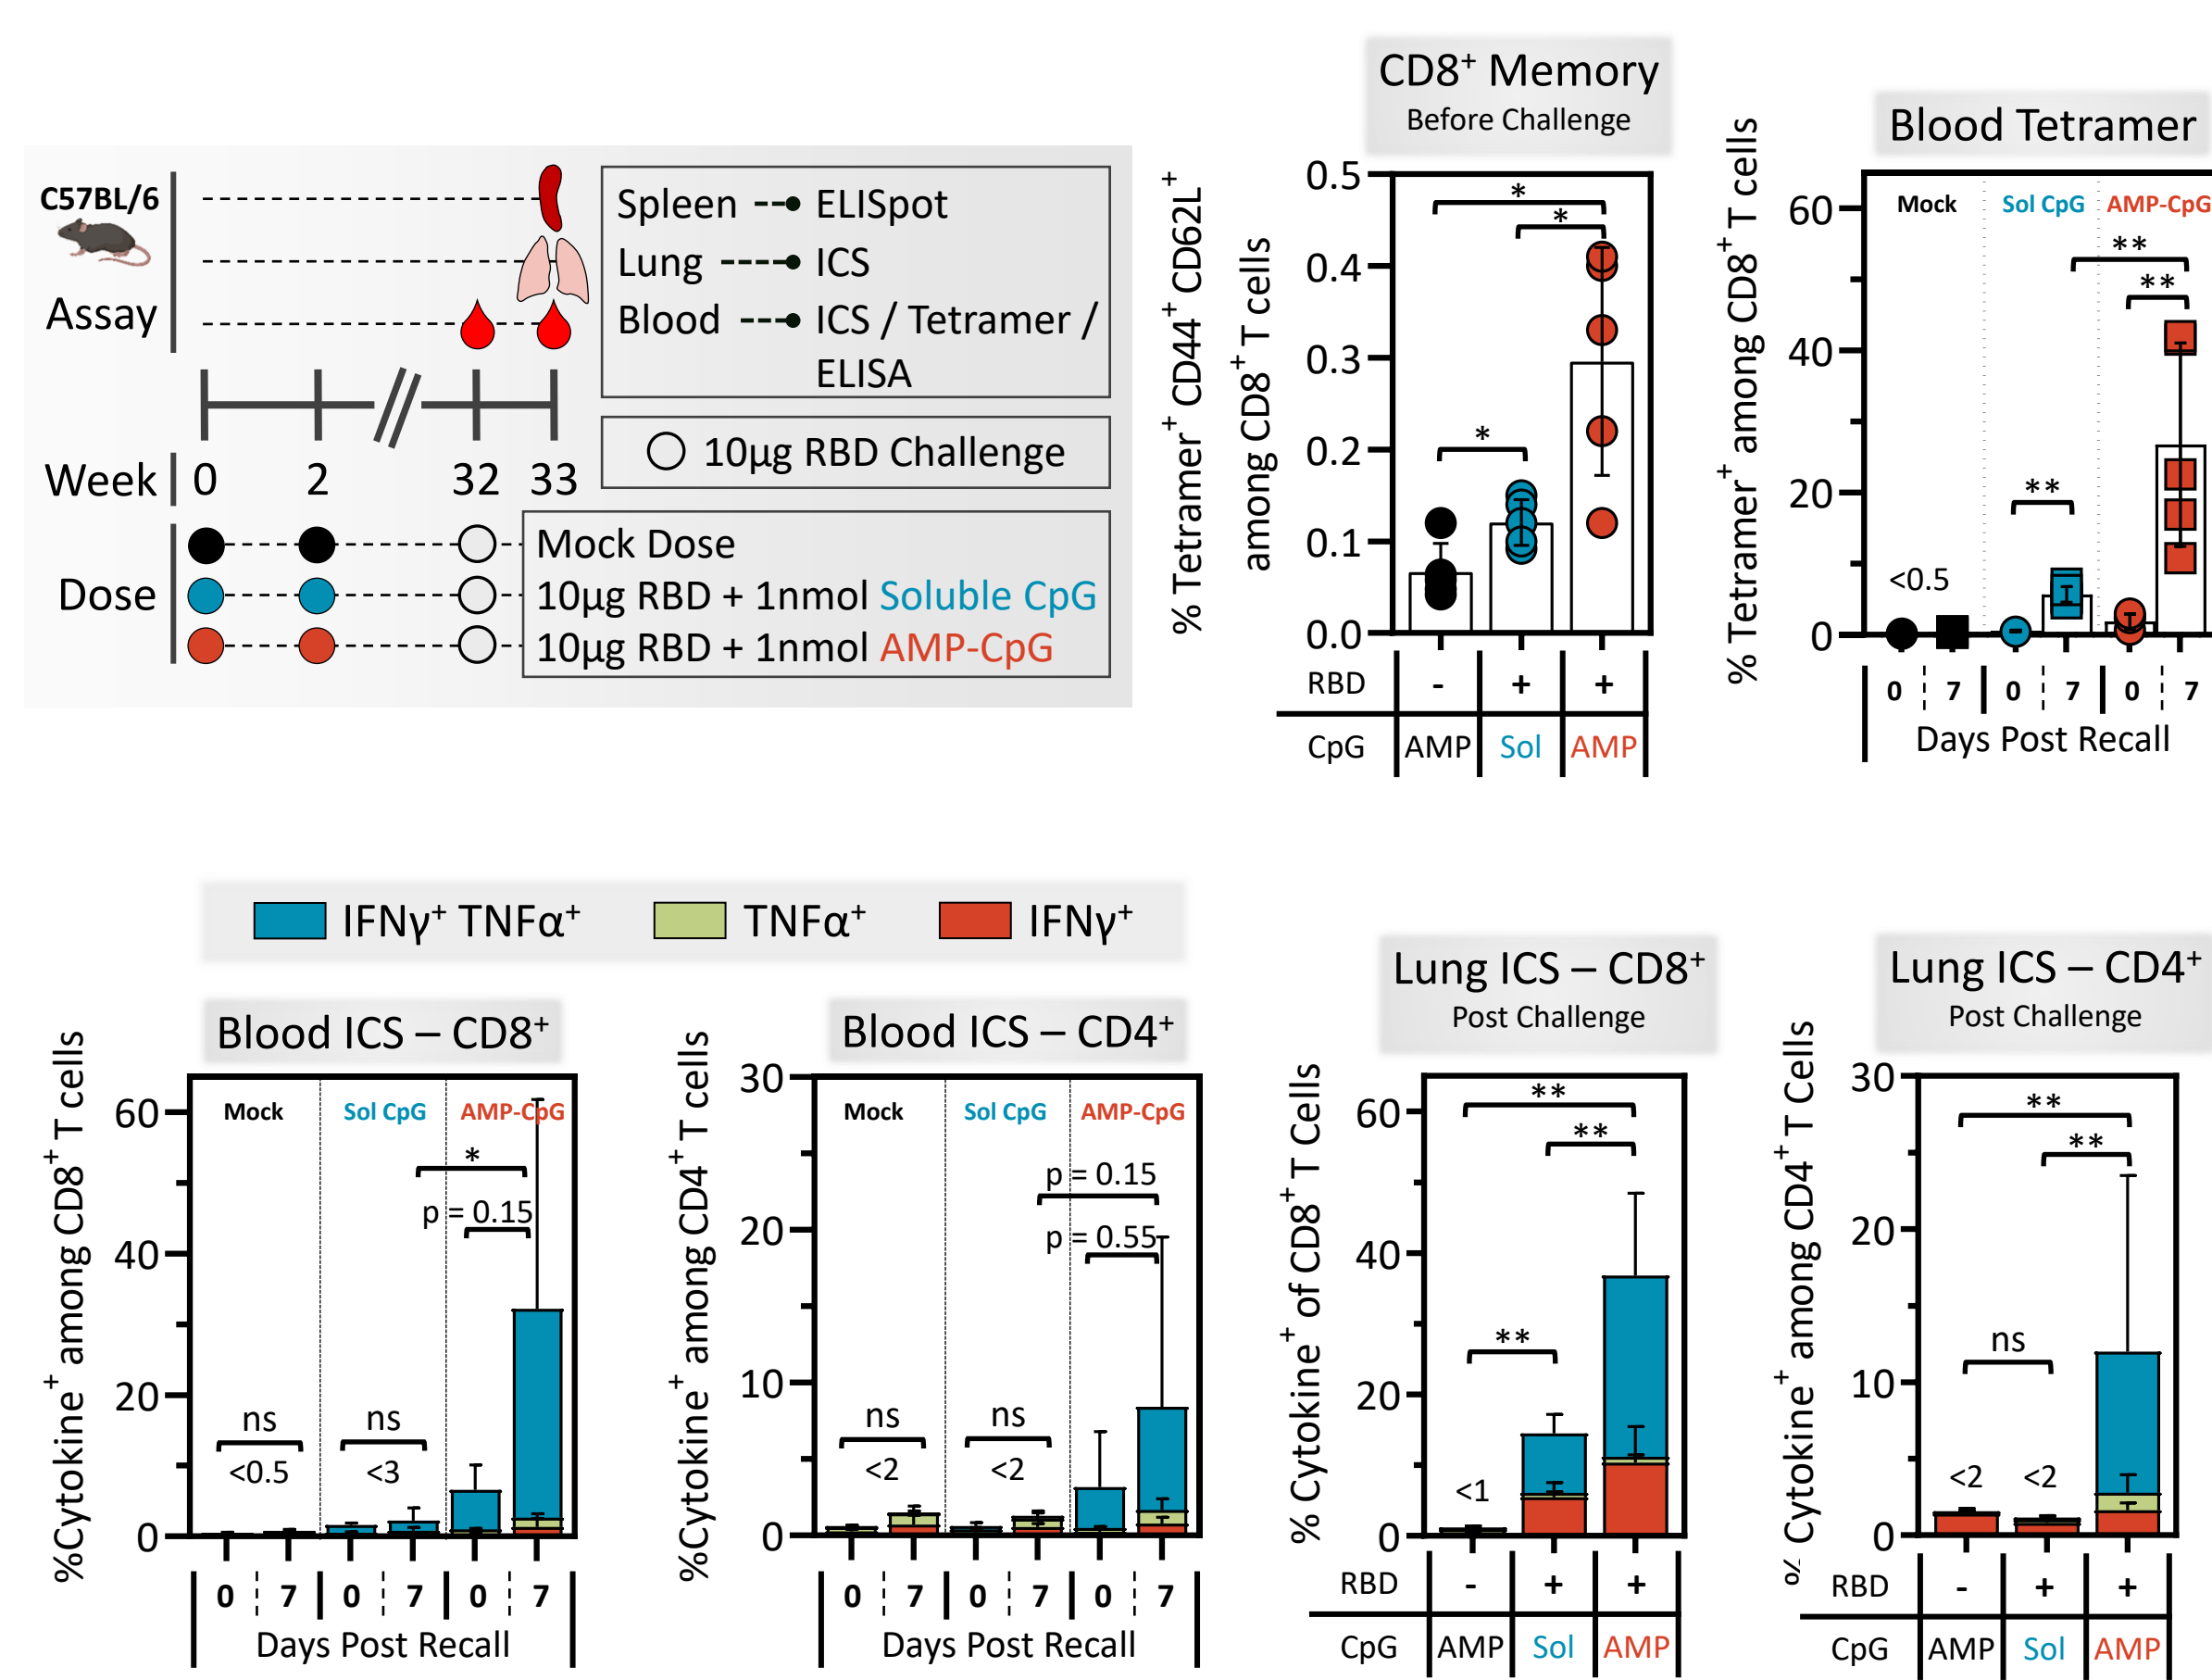 C57BL/6
Assay
Spleen ELISpot
Lung ICS
Blood ICS / Tetramer /
ELISA
10µg RBD Challenge
Week 0 2 32 33
Dose
Mock Dose
10µg RBD + 1nmol Soluble CpG
10µg RBD + 1nmol AMP-CpG
CD8+ Memory
Before Challenge
% Tetramer+ CD44+ CD62L+
among CD8+ T cells
0.5
0.4
0.3
0.2
0.1
0.0
*
*
*
RBD - + +
CpG AMP Sol AMP
Blood Tetramer
% Tetramer+ among CD8+ T cells
60
40
20
0
Mock Sol CpG AMP-CpG
**
**
**
<0.5
0 7 0 7 0 7
Days Post Recall
IFNγ+ TNFα+ TNFα+ IFNγ+
Blood ICS – CD8+
%Cytokine+ among CD8+ T cells
60
40
20
0
Mock Sol CpG AMP-CpG
*
p = 0.15
ns ns
<0.5 <3
0 7 0 7 0 7
Days Post Recall
Blood ICS – CD4+
%Cytokine+ among CD4+ T cells
30
20
10
0
Mock Sol CpG AMP-CpG
p = 0.15
p = 0.55
ns ns
<2 <2
0 7 0 7 0 7
Days Post Recall
Lung ICS – CD8+
Post Challenge
% Cytokine+ of CD8+ T Cells
60
40
20
0
**
**
**
<1
RBD - + +
CpG AMP Sol AMP
Lung ICS – CD4+
Post Challenge
% Cytokine+ among CD4+ T Cells
30
20
10
0
**
**
ns
<2 <2
RBD - + +
CpG AMP Sol AMP